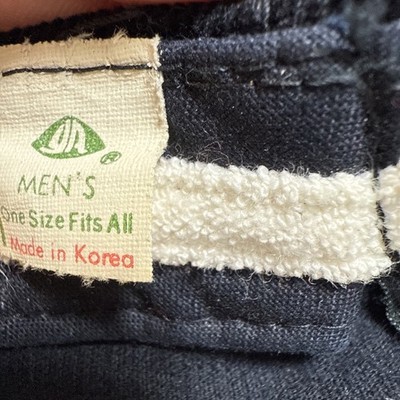 ®
MEN'S
One Size Fits All
Made in Korea